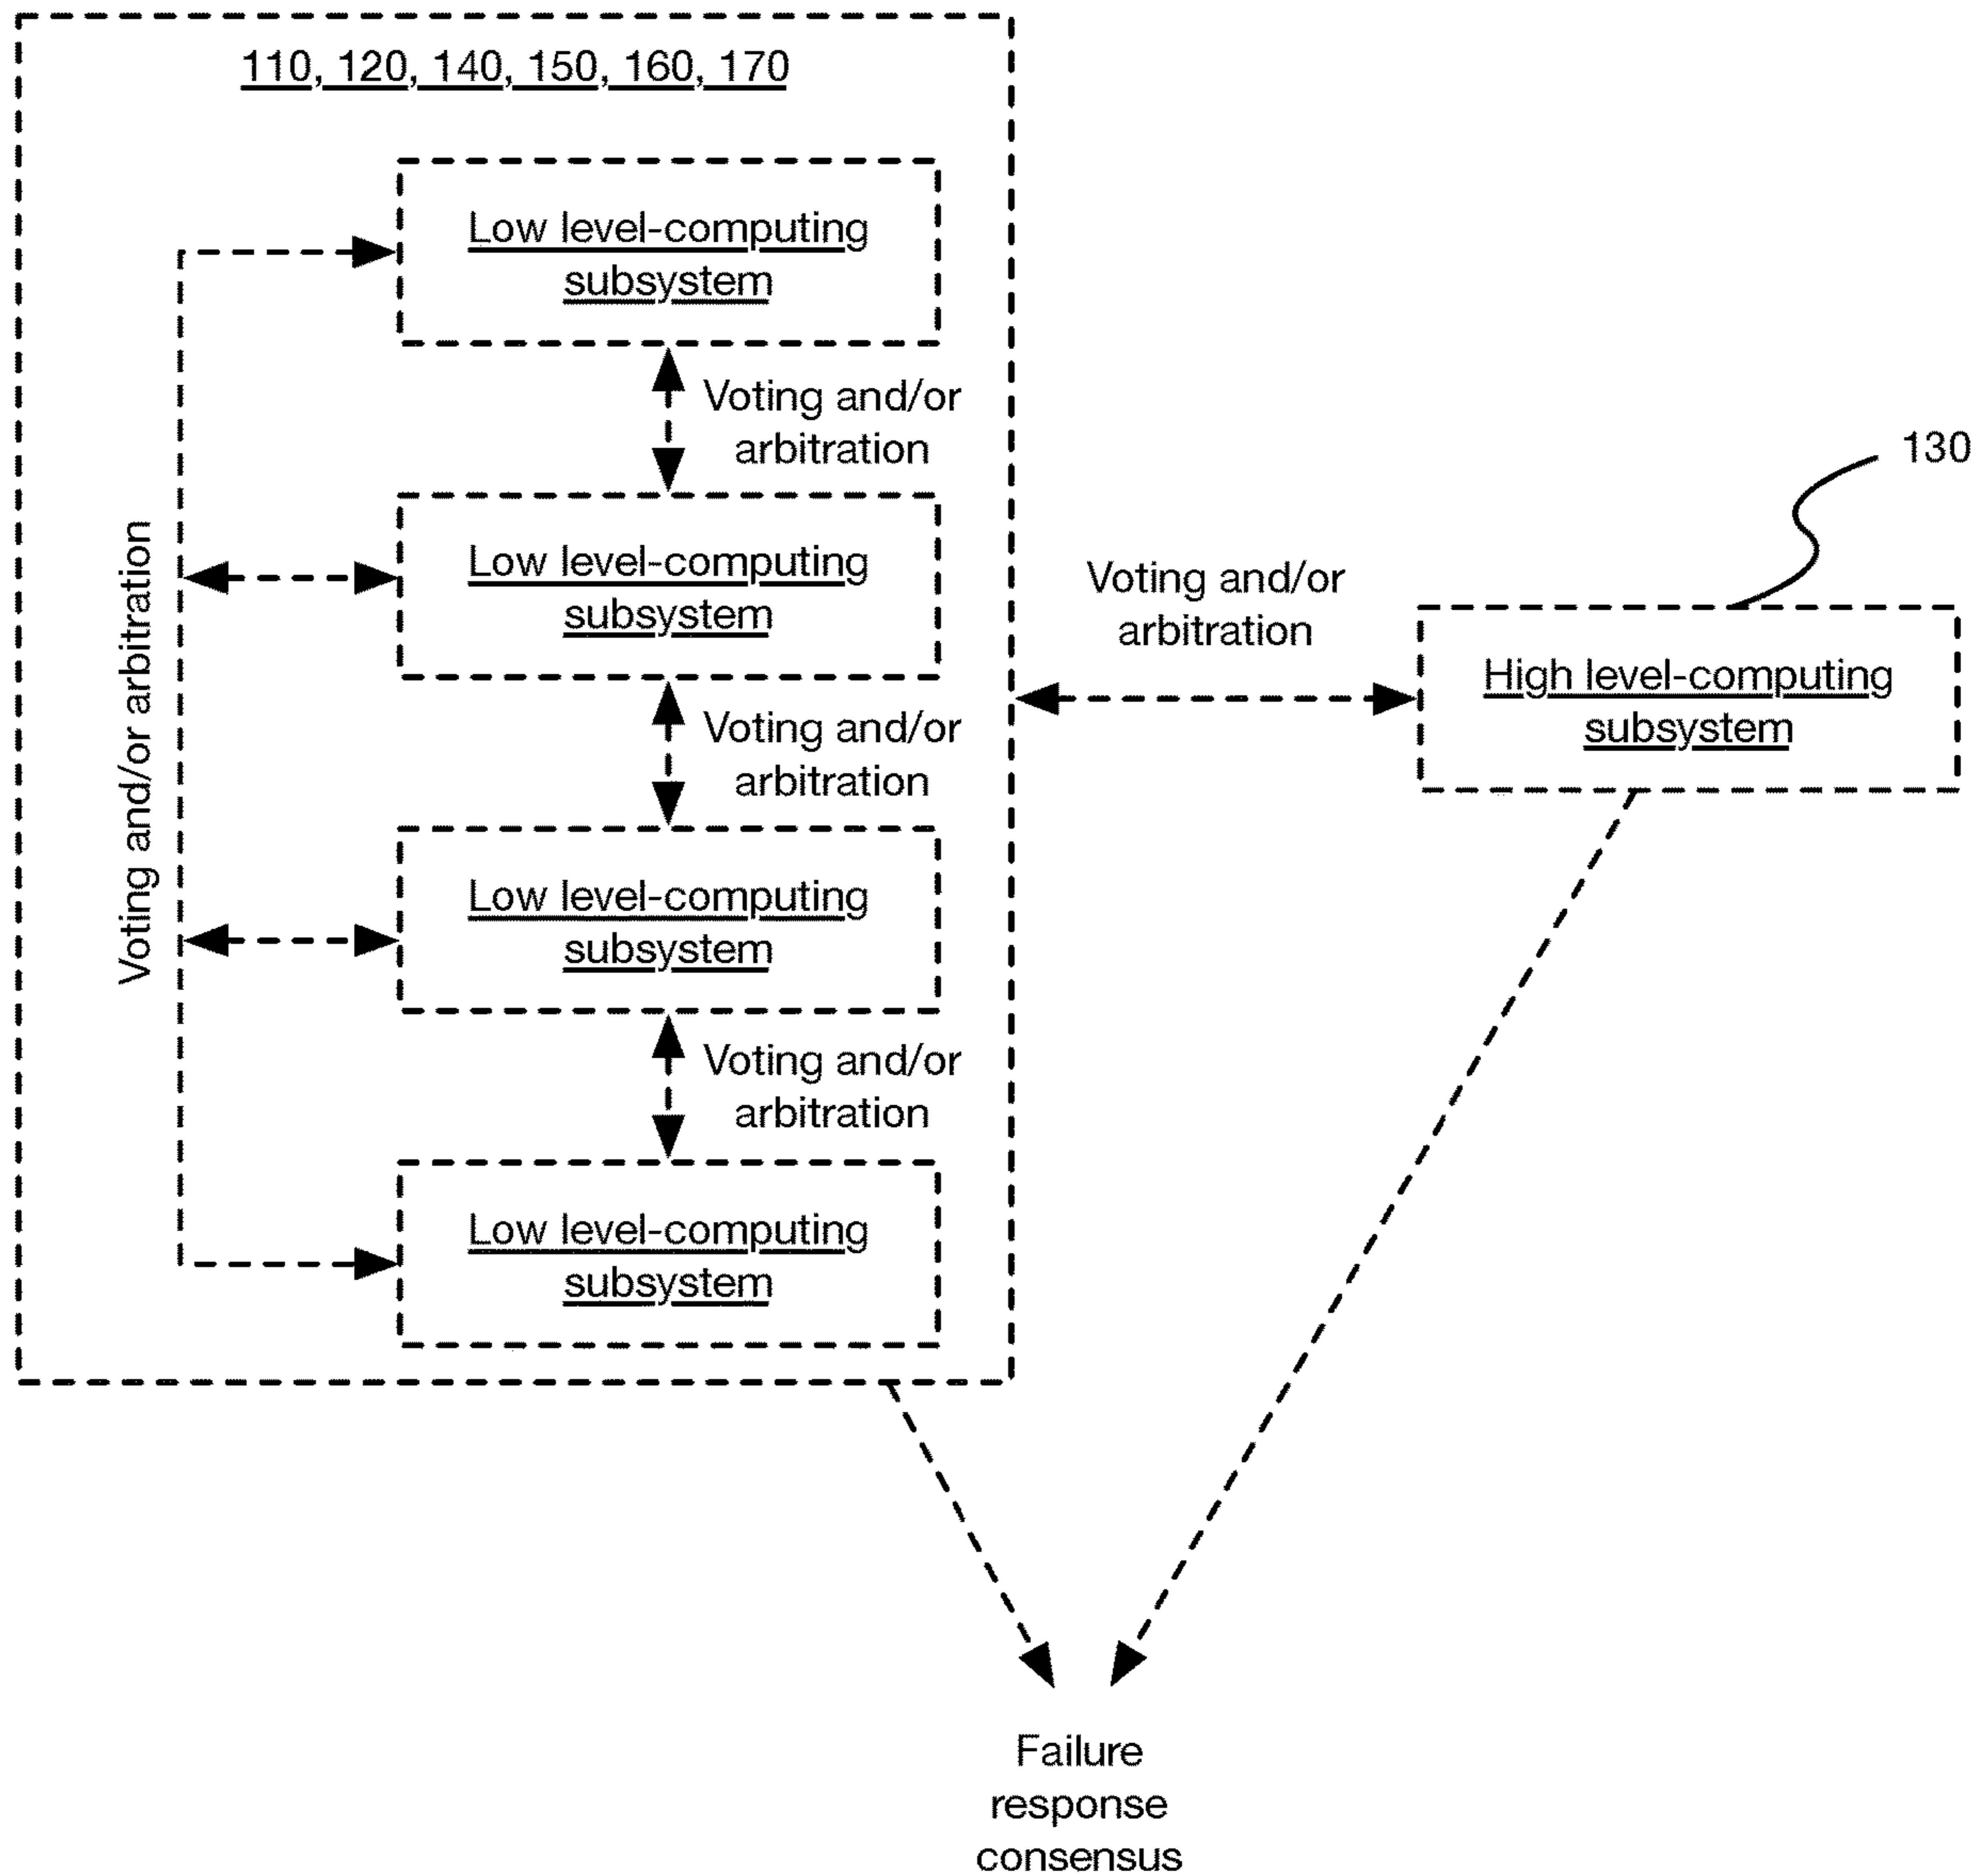 110, 120, 140, 150, 160, 170
Low level-computing
subsystem
Voting and/or
arbitration
Low level-computing
subsystem
Voting and/or
arbitration
Low level-computing
subsystem
Voting and/or
arbitration
Low level-computing
subsystem
Voting and/or arbitration
Voting and/or
arbitration
130
High level-computing
subsystem
Failure
response
consensus